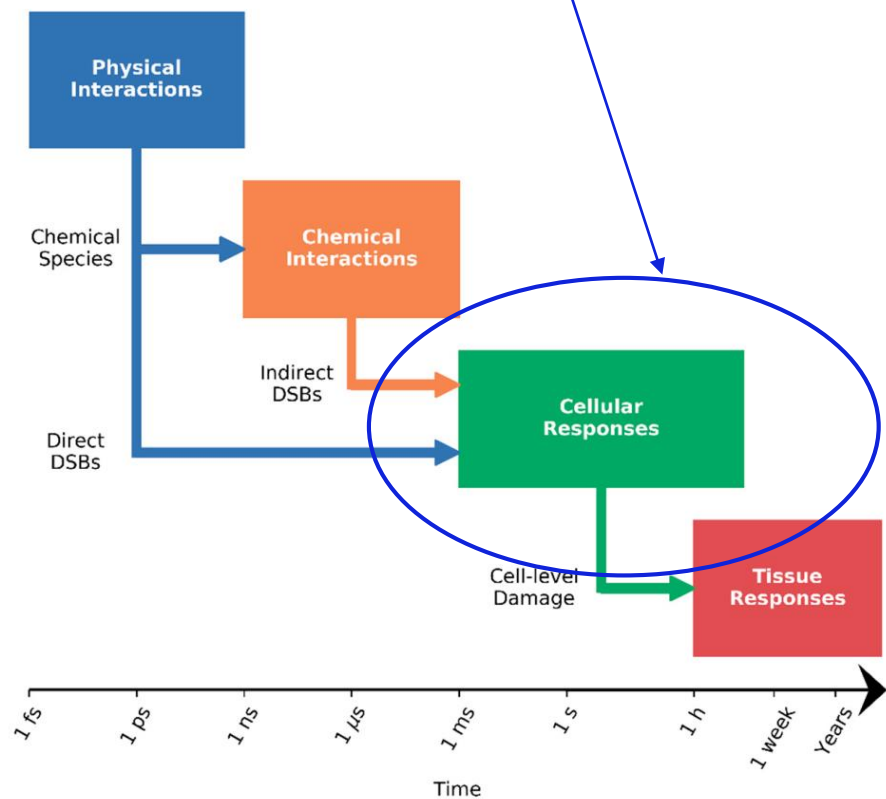 Physical
Interactions
Chemical
Species
Chemical
Interactions
Indirect
DSBs
Cellular
Responses
Direct
DSBs
Cell-level
Damage
Tissue
Responses
1 fs
1 ps
1 ns
1 μs
1 ms
1 s
1 h
1 week
Years
Time